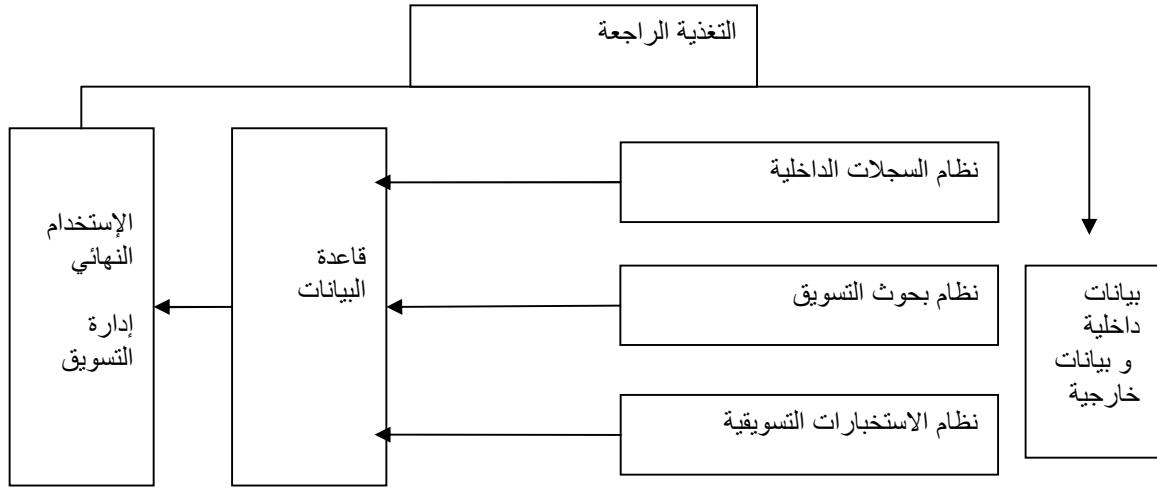 التغذية الراجعة
نظام السجلات الداخلية
نظام بحوث التسويق
نظام الاستخبارات التسويقية
بيانات
داخلية
و بيانات
خارجية
قاعدة
البيانات
الإستخدام
النهائي
إدارة
التسويق